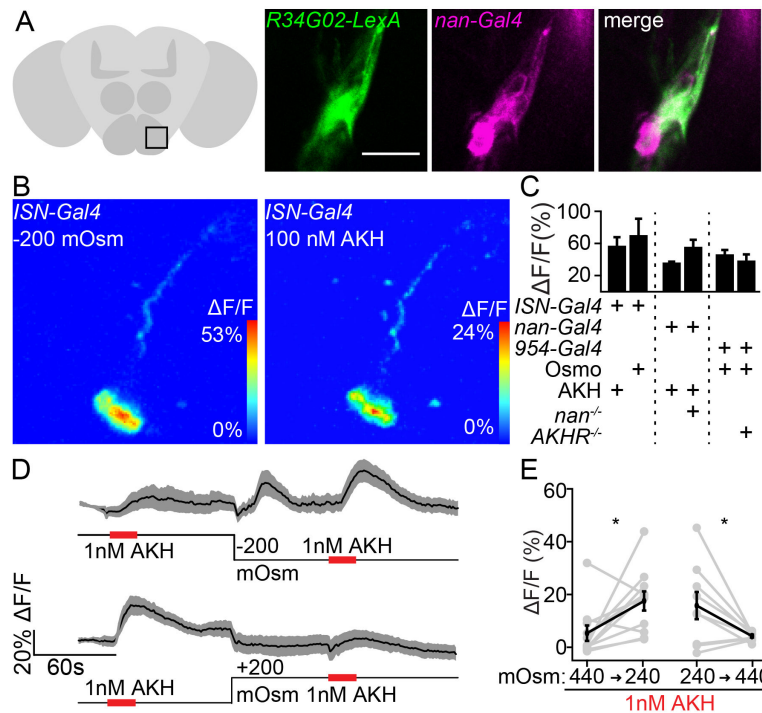 A
R34G02-LexA
nan-Gal4
merge
B
ISN-Gal4
-200 mOsm
ΔF/F
53%
0%
ISN-Gal4
100 nM AKH
ΔF/F
24%
0%
C
ΔF/F(%)
100
60
20
ISN-Gal4 + +
nan-Gal4 + +
954-Gal4 + +
Osmo + + +
AKH + + +
nan-/- +
AKHR-/- +
D
1nM AKH
-200
mOsm
1nM AKH
20% ΔF/F
60s
1nM AKH
+200
mOsm
1nM AKH
E
ΔF/F (%)
60
40
20
0
* *
mOsm: 440 → 240 240 → 440
1nM AKH